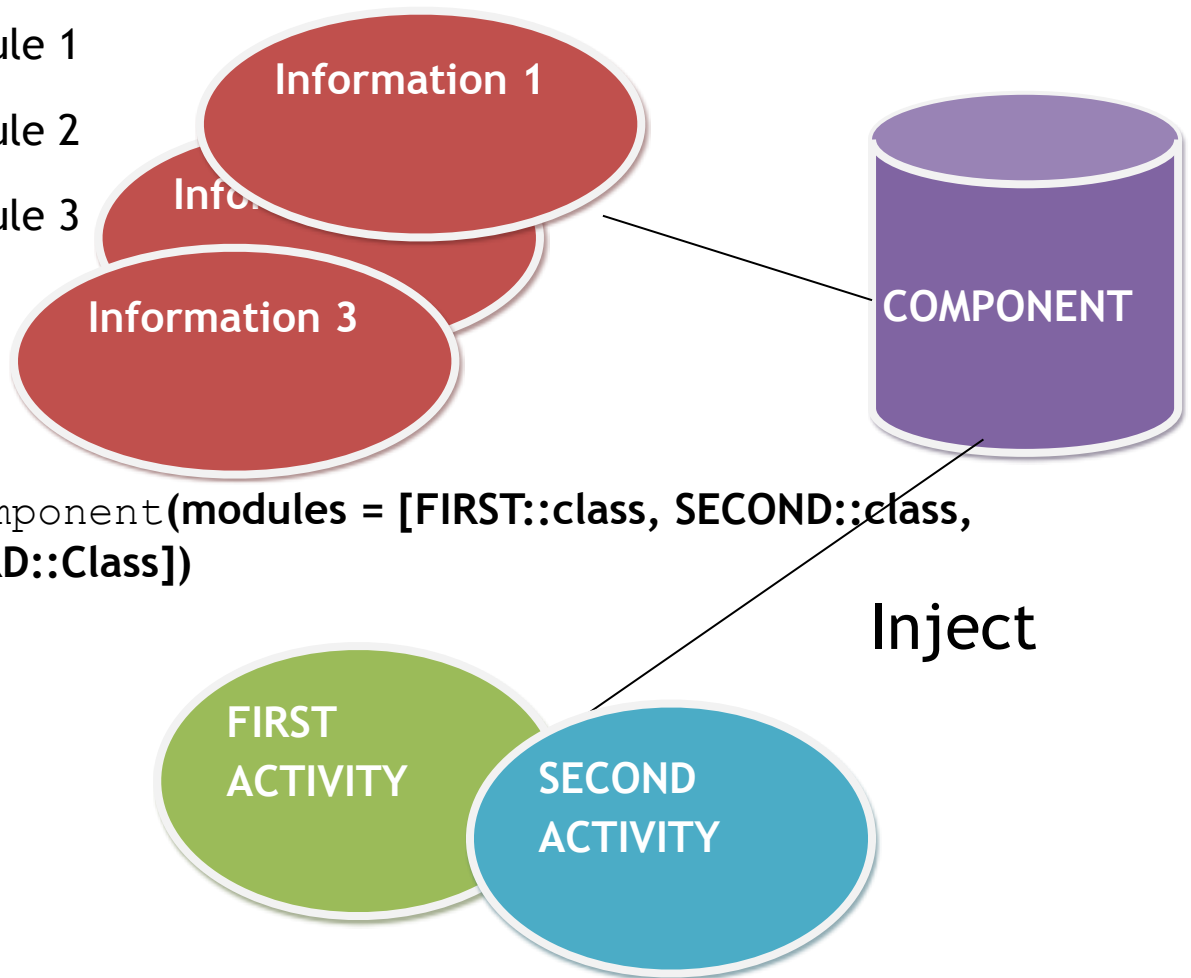 ule 1
Information 1
ule 2
Info
ule 3
Information 3
COMPONENT
mponent(modules = [FIRST::class, SECOND::class,
D::Class])
Inject
FIRST
ACTIVITY
SECOND
ACTIVITY